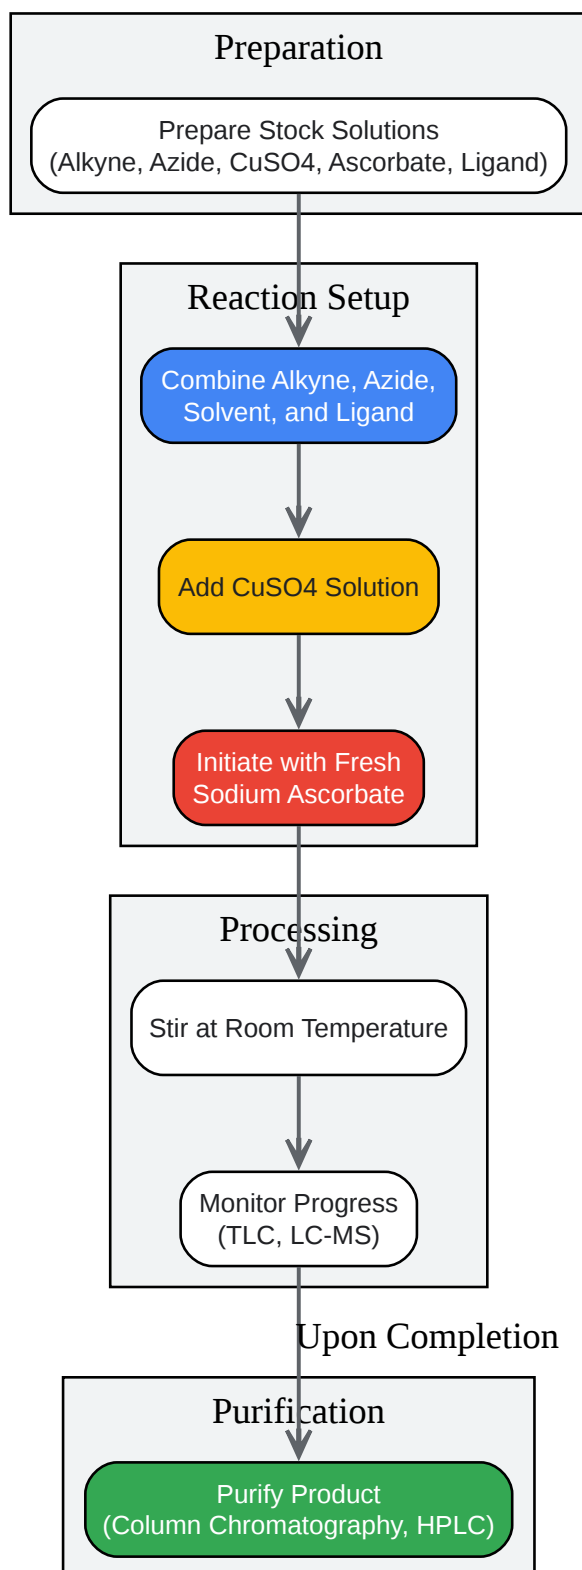 Preparation
Prepare Stock Solutions
(Alkyne, Azide, CuSO4, Ascorbate, Ligand)
Reaction Setup
Combine Alkyne, Azide,
Solvent, and Ligand
Add CuSO4 Solution
Initiate with Fresh
Sodium Ascorbate
Processing
Stir at Room Temperature
Monitor Progress
(TLC, LC-MS)
Upon Completion
Purification
Purify Product
(Column Chromatography, HPLC)